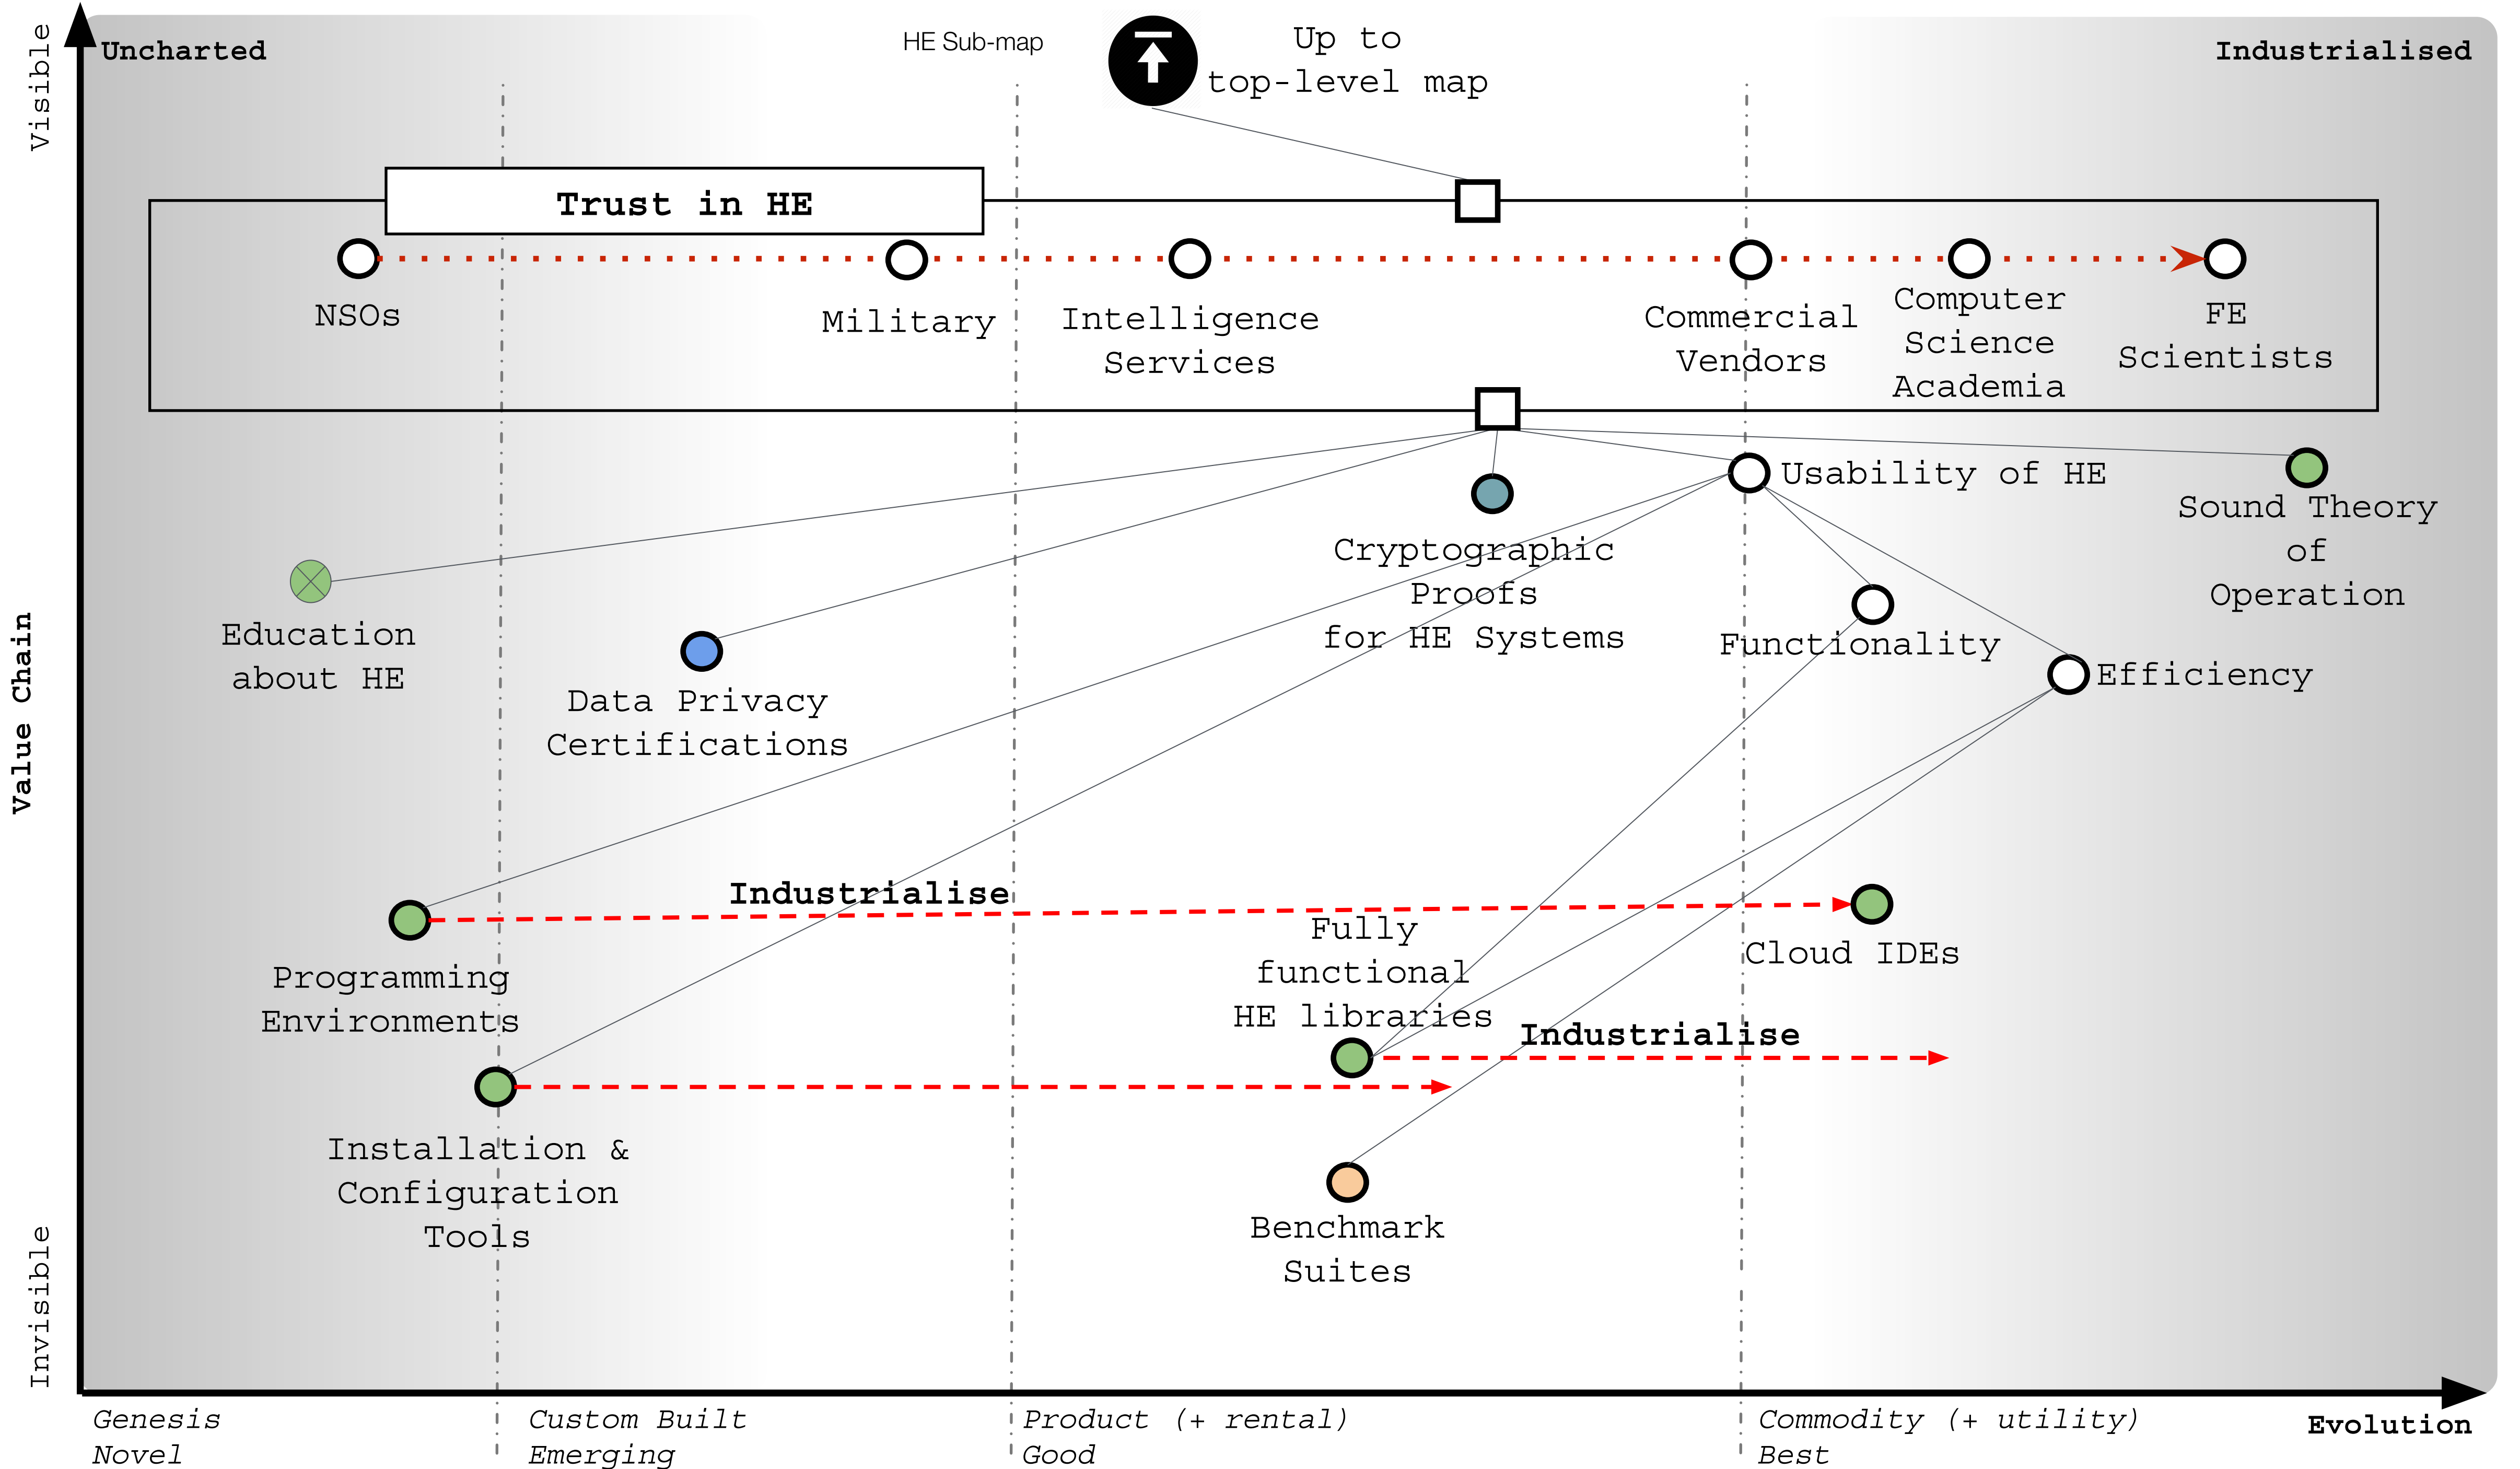 Visible
Uncharted
HE Sub-map
Up to
top-level map
Industrialised
Trust in HE
NSOs
Military
Intelligence
Services
Commercial
Vendors
Computer
Science
Academia
FE
Scientists
Usability of HE
Sound Theory
of
Operation
Cryptographic
Proofs
for HE Systems
Education
about HE
Functionality
Efficiency
Data Privacy
Certifications
Value Chain
Industrialise
Programming
Environments
Fully
functional
HE libraries
Cloud IDEs
Industrialise
Installation &
Configuration
Tools
Benchmark
Suites
Invisible
Genesis
Novel
Custom Built
Emerging
Product (+ rental)
Good
Commodity (+ utility)
Best
Evolution